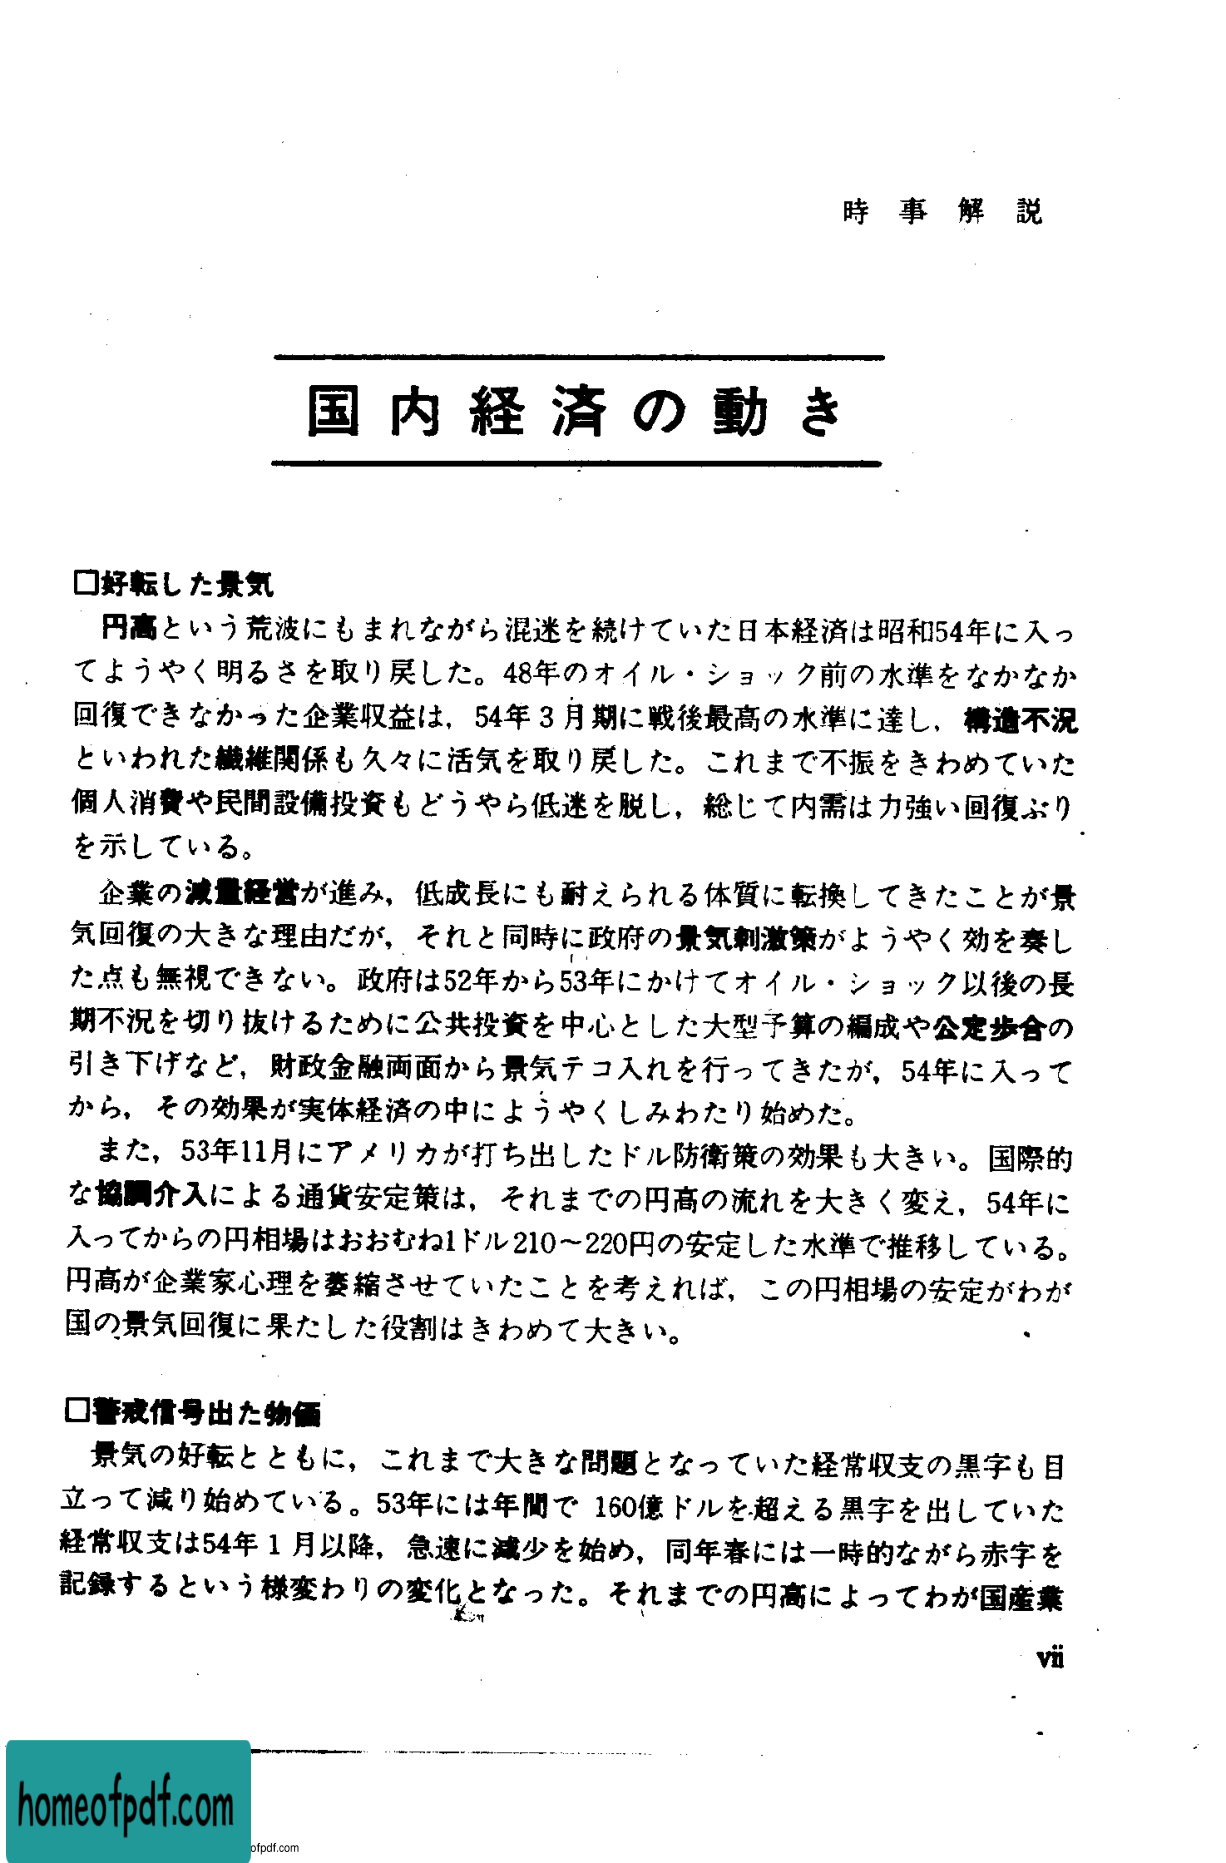 時事解説
国内経済の動き
□好転した景気
円高という荒波にもまれながら混迷を続けていた日本経済は昭和54年に入っ
てようやく明るさを取り戻した。48年のオイル・ショック前の水準をなかなか
回復できなかった企業収益は，54年3月期に戦後最高の水準に達し，構造不況
といわれた繊維関係も久々に活気を取り戻した。これまで不振をきわめていた
個人消費や民間設備投資もどうやら低迷を脱し，総じて内需は力強い回復ぶり
を示している。
企業の減量経営が進み，低成長にも耐えられる体質に転換してきたことが景
気回復の大きな理由だが，それと同時に政府の景気刺激策がようやく効を奏し
た点も無視できない。政府は52年から53年にかけてオイル・ショック以後の長
期不況を切り抜けるために公共投資を中心とした大型予算の編成や公定歩合の
引き下げなど，財政金融両面から景気テコ入れを行ってきたが，54年に入って
から，その効果が実体経済の中にようやくしみわたり始めた。
また，53年11月にアメリカが打ち出したドル防衛策の効果も大きい。国際的
な協調介入による通貨安定策は，それまでの円高の流れを大きく変え，54年に
入ってからの円相場はおおむね1ドル210～220円の安定した水準で推移している。
円高が企業家心理を萎縮させていたことを考えれば，この円相場の安定がわが
国の景気回復に果たした役割はきわめて大きい。
□警戒信号出た物価
景気の好転とともに，これまで大きな問題となっていた経常収支の黒字も目
立って減り始めている。53年には年間で 160億ドルを超える黒字を出していた
経常収支は54年1月以降，急速に減少を始め，同年春には一時的ながら赤字を
記録するという様変わりの変化となった。それまでの円高によってわが国産業
vii
homeofpdf.com
ofpdf.com